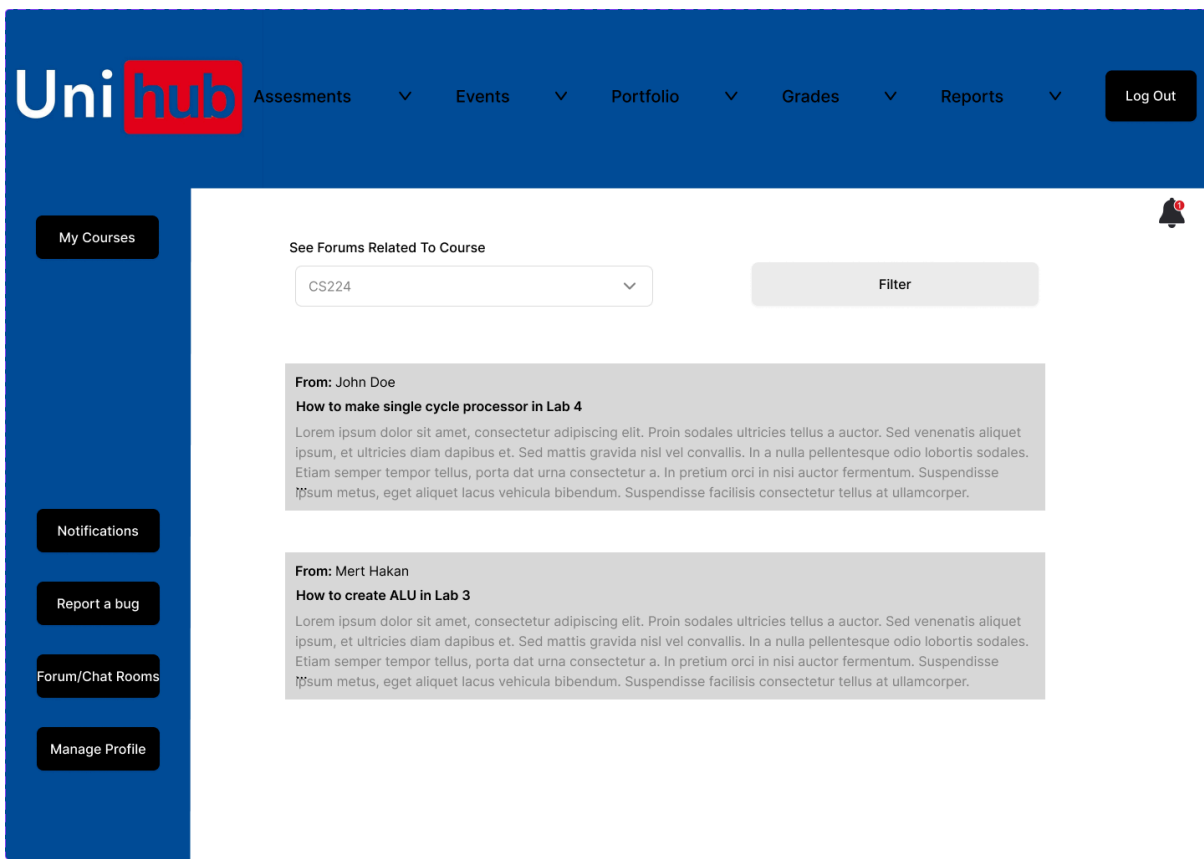 Uni hub
Assesments
Events
Portfolio
Grades
Reports
Log Out
My Courses
1
See Forums Related To Course
CS224
Filter
From: John Doe
How to make single cycle processor in Lab 4
Lorem ipsum dolor sit amet, consectetur adipiscing elit. Proin sodales ultricies tellus a auctor. Sed venenatis aliquet
ipsum, et ultricies diam dapibus et. Sed mattis gravida nisl vel convallis. In a nulla pellentesque odio lobortis sodales.
Etiam semper tempor tellus, porta dat urna consectetur a. In pretium orci in nisi auctor fermentum. Suspendisse
ipsum metus, eget aliquet lacus vehicula bibendum. Suspendisse facilisis consectetur tellus at ullamcorper.
...
Notifications
From: Mert Hakan
How to create ALU in Lab 3
Lorem ipsum dolor sit amet, consectetur adipiscing elit. Proin sodales ultricies tellus a auctor. Sed venenatis aliquet
ipsum, et ultricies diam dapibus et. Sed mattis gravida nisl vel convallis. In a nulla pellentesque odio lobortis sodales.
Etiam semper tempor tellus, porta dat urna consectetur a. In pretium orci in nisi auctor fermentum. Suspendisse
ipsum metus, eget aliquet lacus vehicula bibendum. Suspendisse facilisis consectetur tellus at ullamcorper.
...
Report a bug
Forum/Chat Rooms
Manage Profile